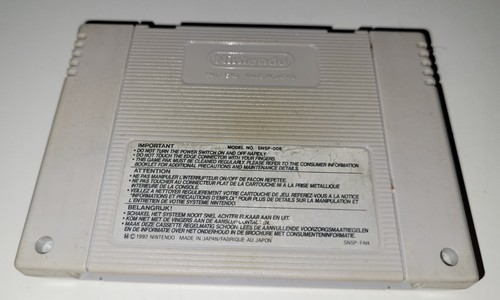 Nintendo
IMPORTANT MODEL NO. SNSP-006
• DO NOT TURN THE POWER SWITCH ON AND OFF RAPIDLY.
• DO NOT TOUCH THE EDGE CONNECTOR WITH YOUR FINGERS.
• THIS GAME PAK MUST BE CLEANED REGULARLY. PLEASE REFER TO THE CONSUMER INFORMATION
BOOKLET FOR ADDITIONAL PRECAUTIONS AND MAINTENANCE DETAILS.
ATTENTION
• NE PAS MANIPULER L'INTERRUPTEUR ON/OFF DE FACON REPETEE.
• NE PAS TOUCHER AU CONNECTEUR PLAT DE LA CARTOUCHE NI A LA PRISE METALLIQUE
INTERIEURE DE LA CONSOLE.
• VEILLEZ A NETTOYER REGULIEREMENT VOTRE CARTOUCHE DE JEU. REFEREZ-VOUS A LA NOTICE
"INFORMATIONS ET PRECAUTIONS D'EMPLOI" POUR PLUS DE DETAILS SUR LA MANIPULATION ET
L'ENTRETIEN DE VOTRE SYSTEM NINTENDO.
BELANGRIJK!
• SCHAKEL HET SYSTEEM NOOIT SNEL ACHTER ELKAAR AAN EN UIT.
• KOM NIET MET DE VINGERS AAN DE
• MAAK DEZE CASSETTE REGELMATIG SCHOON. LEES DE AANVULLENDE VOORZORGSMAATREGELEN
EN DE INFORMATIE OVER HET ONDERHOUD IN DE BROCHURE MET CONSUMENTENINFORMATIE.
© 1992 NINTENDO MADE IN JAPAN/FABRIQUE AU JAPON SNSP-FAH